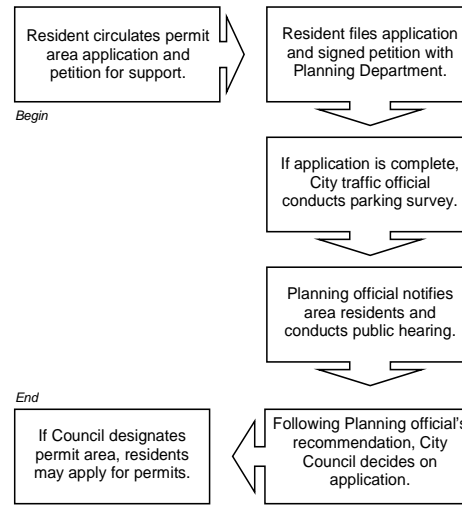 Resident circulates permit
area application and
petition for support.
Begin
Resident files application
and signed petition with
Planning Department.
If application is complete,
City traffic official
conducts parking survey.
Planning official notifies
area residents and
conducts public hearing.
Following Planning official's
recommendation, City
Council decides on
application.
End
If Council designates
permit area, residents
may apply for permits.